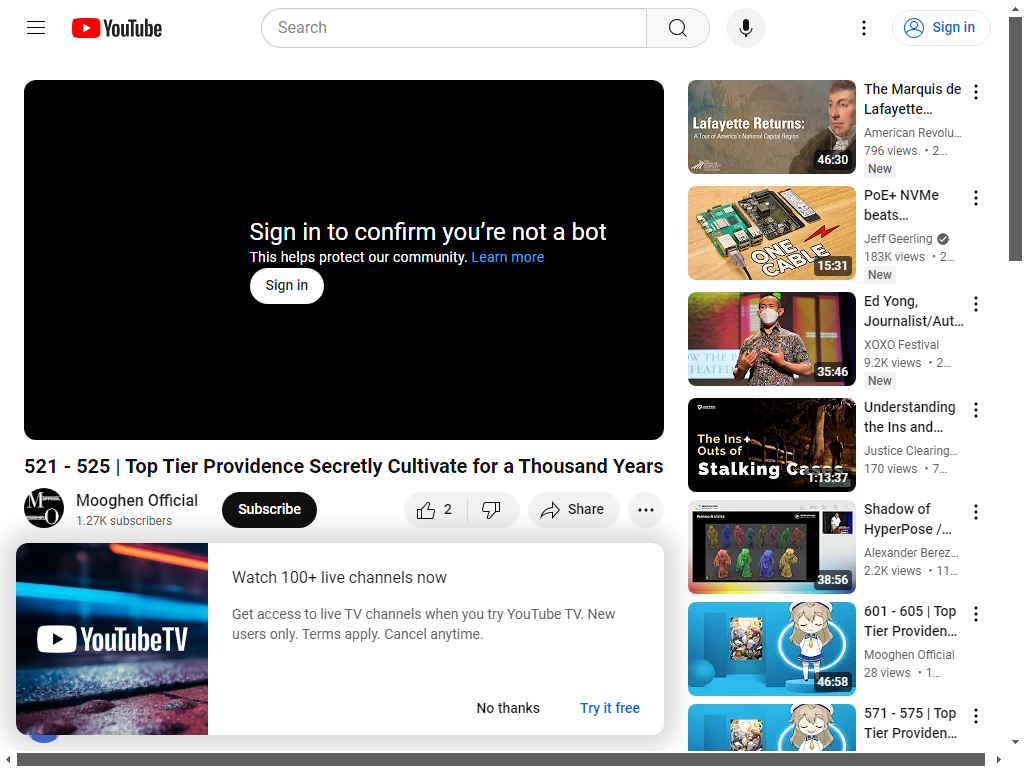 YouTube
Search
Sign in
Sign in to confirm you’re not a bot
This helps protect our community. Learn more
Sign in
521 - 525 | Top Tier Providence Secretly Cultivate for a Thousand Years
Mooghen Official
1.27K subscribers
Subscribe
2
Share
YouTubeTV
Watch 100+ live channels now
Get access to live TV channels when you try YouTube TV. New
users only. Terms apply. Cancel anytime.
No thanks
Try it free
Lafayette Returns:
A Tour of America's National Capital Region
46:30
The Marquis de
Lafayette…
American Revolu…
796 views • 2…
New
ONE
CABLE
15:31
PoE+ NVMe
beats…
Jeff Geerling
183K views • 2…
New
35:46
Ed Yong,
Journalist/Aut…
XOXO Festival
9.2K views • 2…
New
The Ins +
Outs of
Stalking Cases
1:13:37
Understanding
the Ins and…
Justice Clearing…
170 views • 7…
38:56
Shadow of
HyperPose /…
Alexander Berez…
2.2K views • 11…
46:58
601 - 605 | Top
Tier Providen…
Mooghen Official
28 views • 1…
571 - 575 | Top
Tier Providen…